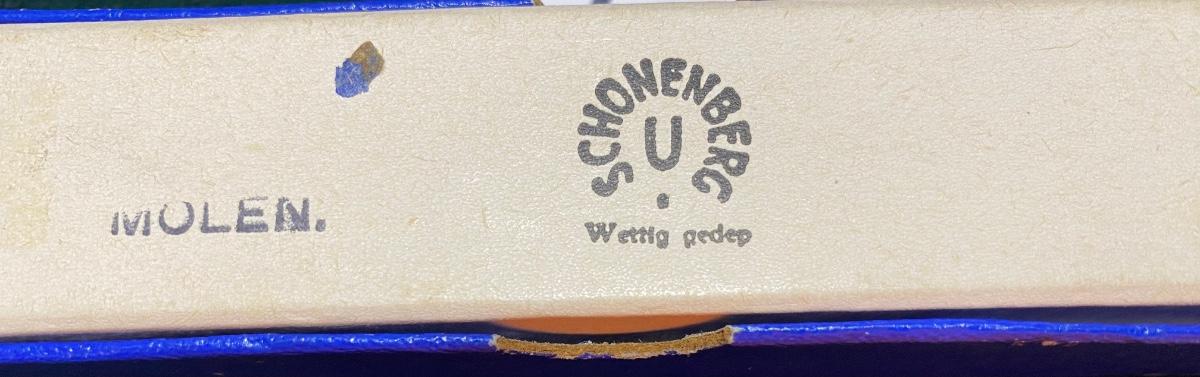 MOLEN.
SCHONENBERG
U
Wettig gedep